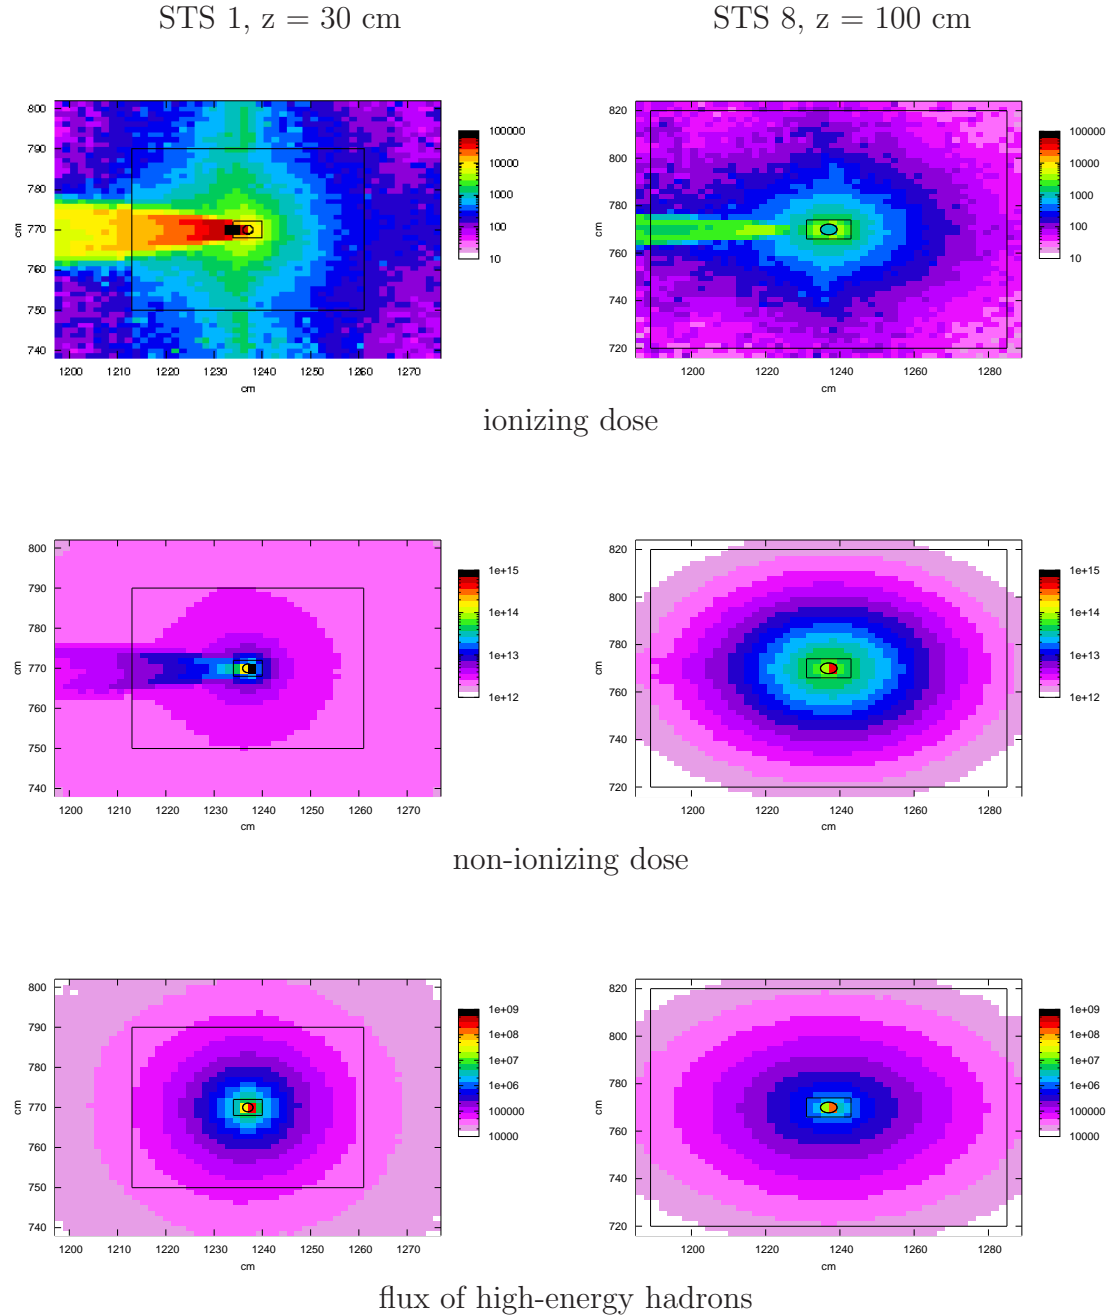 STS 1, z = 30 cm
STS 8, z = 100 cm
800
790
780
770
760
750
740
cm
1200 1210 1220 1230 1240 1250 1260 1270
cm
100000
10000
1000
100
10
820
800
780
760
740
720
cm
1200 1220 1240 1260 1280
cm
100000
10000
1000
100
10
ionizing dose
800
790
780
770
760
750
740
cm
1200 1210 1220 1230 1240 1250 1260 1270
cm
1e+15
1e+14
1e+13
1e+12
820
800
780
760
740
720
cm
1200 1220 1240 1260 1280
cm
1e+15
1e+14
1e+13
1e+12
non-ionizing dose
800
790
780
770
760
750
740
cm
1200 1210 1220 1230 1240 1250 1260 1270
cm
1e+09
1e+08
1e+07
1e+06
100000
10000
820
800
780
760
740
720
cm
1200 1220 1240 1260 1280
cm
1e+09
1e+08
1e+07
1e+06
100000
10000
flux of high-energy hadrons